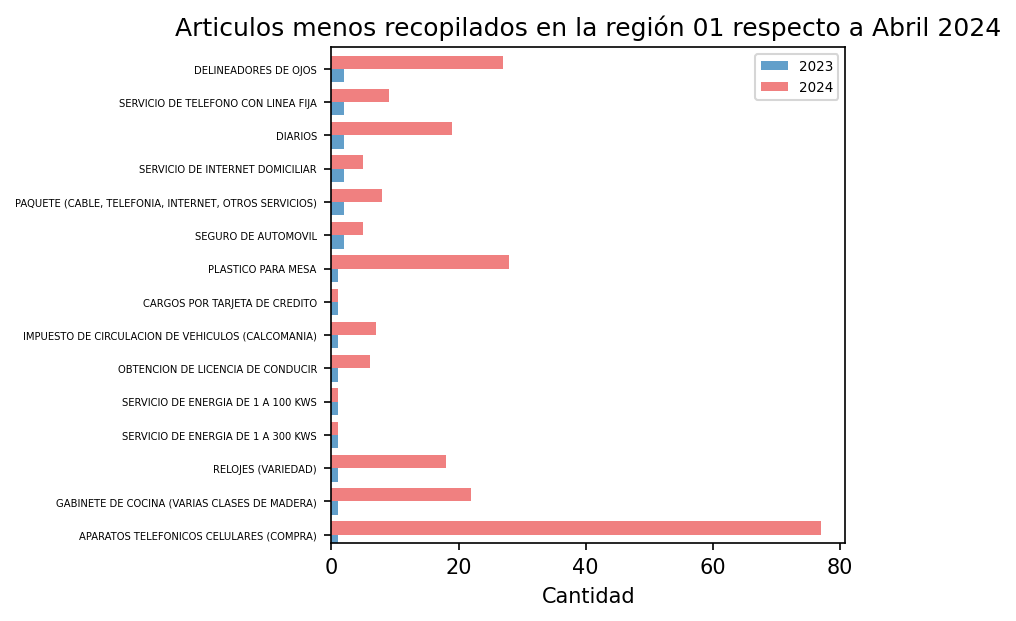 Articulos menos recopilados en la región 01 respecto a Abril 2024
2023
2024
DELINEADORES DE OJOS
SERVICIO DE TELEFONO CON LINEA FIJA
DIARIOS
SERVICIO DE INTERNET DOMICILIAR
PAQUETE (CABLE, TELEFONIA, INTERNET, OTROS SERVICIOS)
SEGURO DE AUTOMOVIL
PLASTICO PARA MESA
CARGOS POR TARJETA DE CREDITO
IMPUESTO DE CIRCULACION DE VEHICULOS (CALCOMANIA)
OBTENCION DE LICENCIA DE CONDUCIR
SERVICIO DE ENERGIA DE 1 A 100 KWS
SERVICIO DE ENERGIA DE 1 A 300 KWS
RELOJES (VARIEDAD)
GABINETE DE COCINA (VARIAS CLASES DE MADERA)
APARATOS TELEFONICOS CELULARES (COMPRA)
0 20 40 60 80
Cantidad